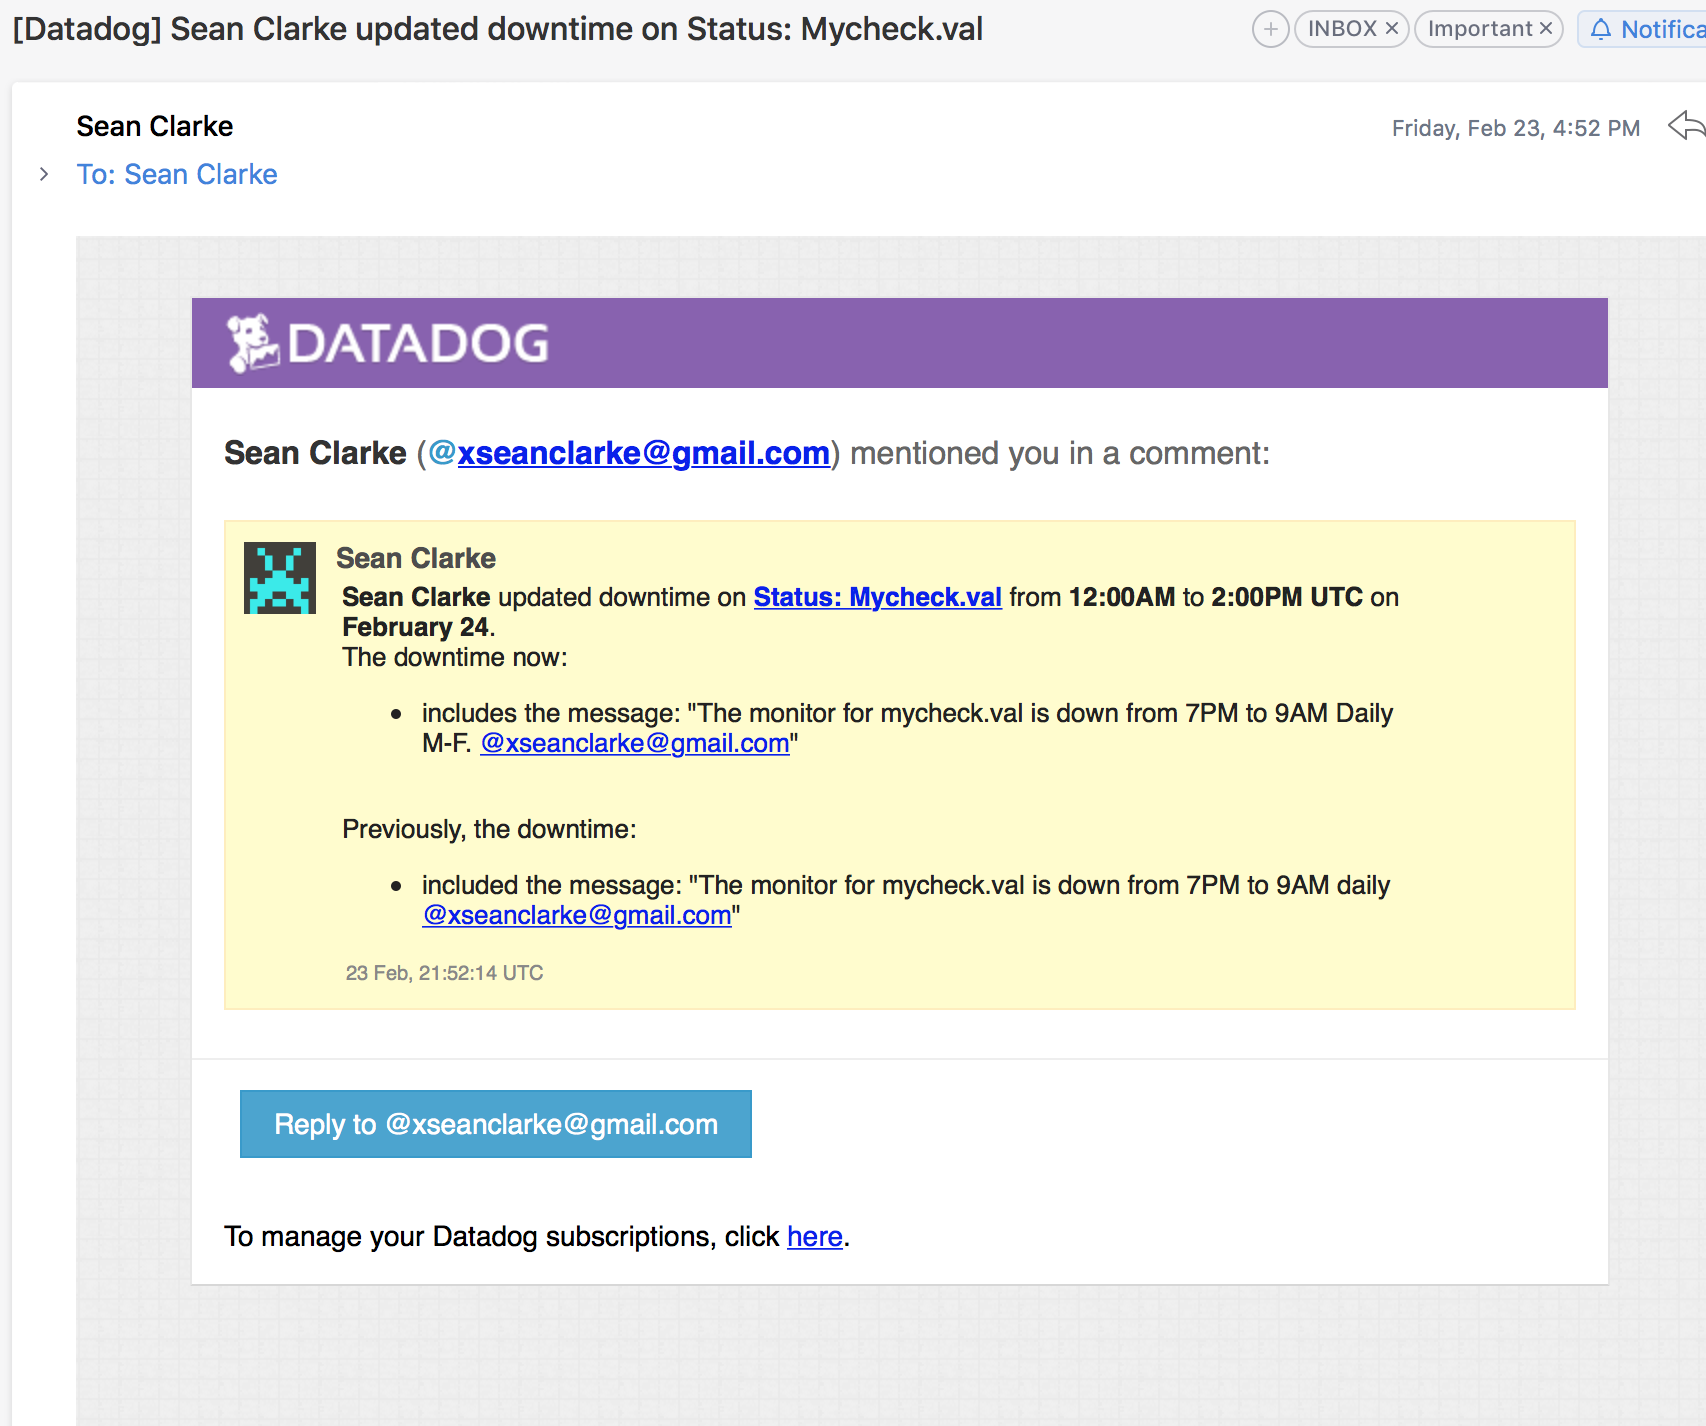 [Datadog] Sean Clarke updated downtime on Status: Mycheck.val
INBOX ×
Important ×
Notifica
Sean Clarke
Friday, Feb 23, 4:52 PM
To: Sean Clarke
DATADOG
Sean Clarke (@xseanclarke@gmail.com) mentioned you in a comment:
Sean Clarke
Sean Clarke updated downtime on Status: Mycheck.val from 12:00AM to 2:00PM UTC on
February 24.
The downtime now:
• includes the message: "The monitor for mycheck.val is down from 7PM to 9AM Daily
M-F. @xseanclarke@gmail.com"
Previously, the downtime:
• included the message: "The monitor for mycheck.val is down from 7PM to 9AM daily
@xseanclarke@gmail.com"
23 Feb, 21:52:14 UTC
Reply to @xseanclarke@gmail.com
To manage your Datadog subscriptions, click here.